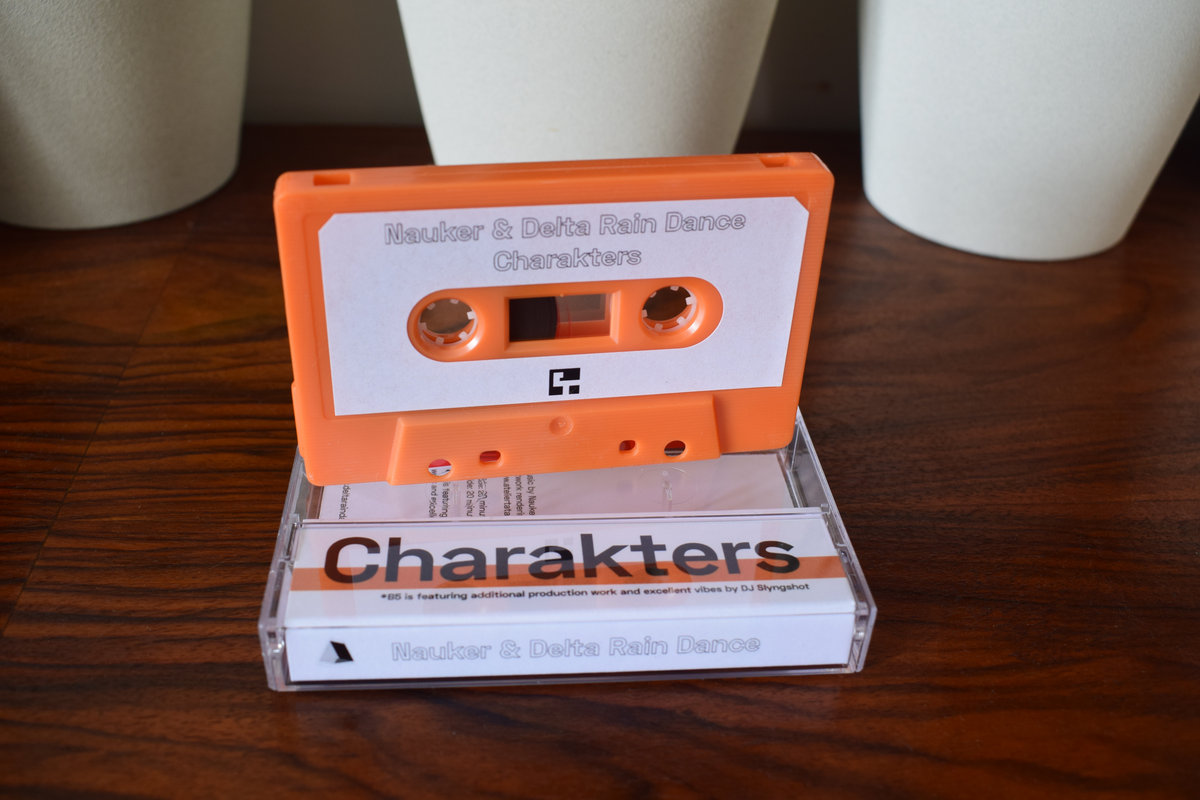 Nauker & Delta Rain Dance
Charakters
Charakters
*B5 is featuring additional production work and excellent vibes by DJ Slyngshot
Nauker & Delta Rain Dance